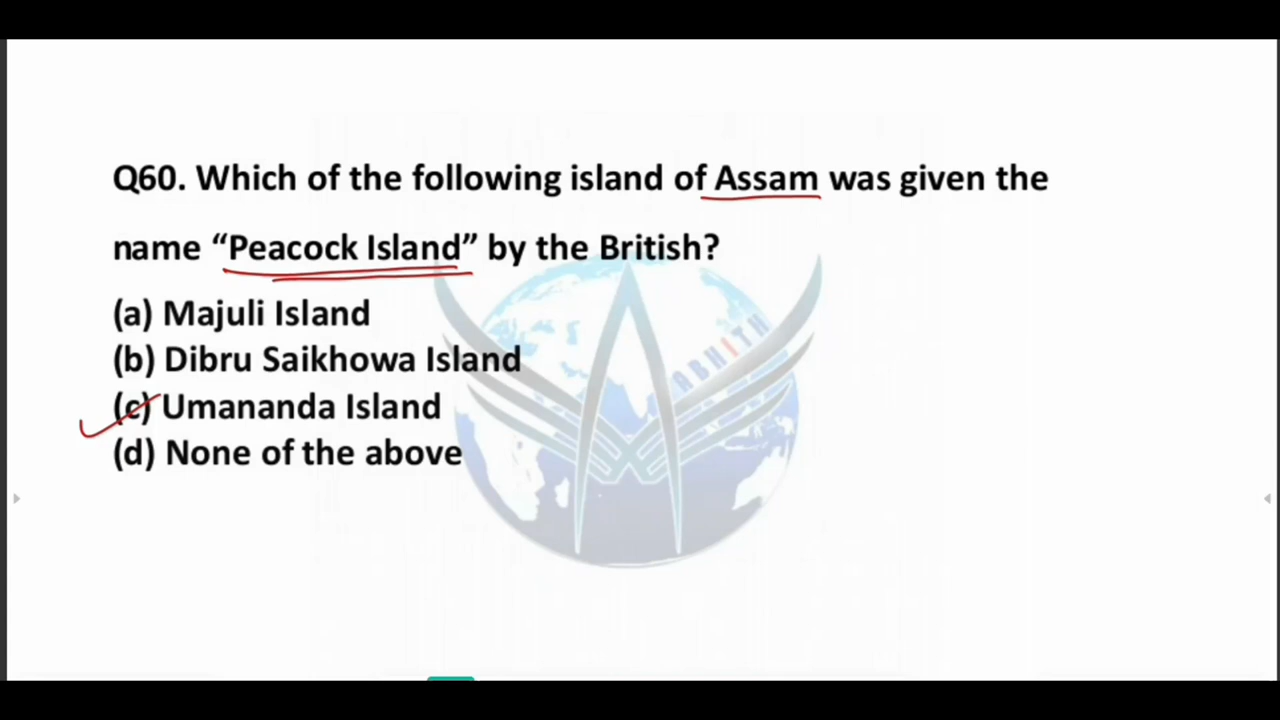 Q60. Which of the following island of Assam was given the
name “Peacock Island” by the British?
(a) Majuli Island
(b) Dibru Saikhowa Island
(c) Umananda Island
(d) None of the above
ABHITH